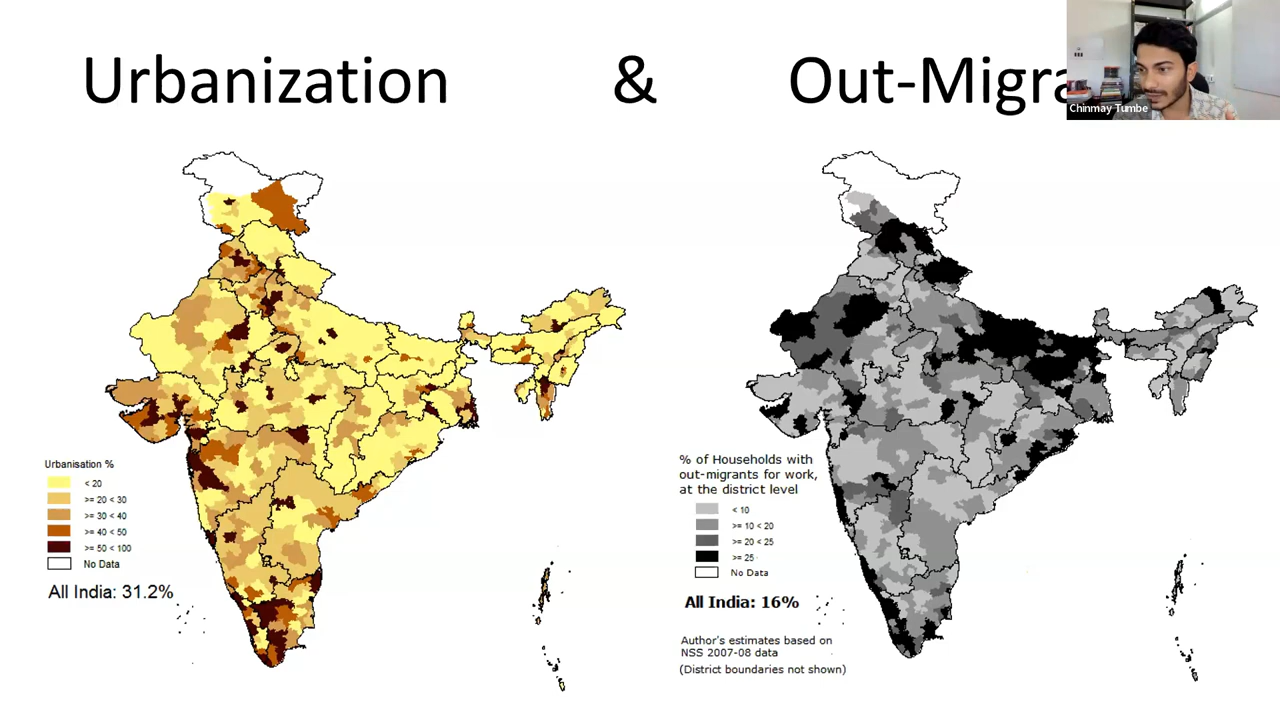 Urbanization & Out-Migra
Chinmay Tumbe
Urbanisation %
< 20
>= 20 < 30
>= 30 < 40
>= 40 < 50
>= 50 < 100
No Data
All India: 31.2%
% of Households with
out-migrants for work,
at the district level
< 10
>= 10 < 20
>= 20 < 25
>= 25
No Data
All India: 16%
Author's estimates based on
NSS 2007-08 data
(District boundaries not shown)